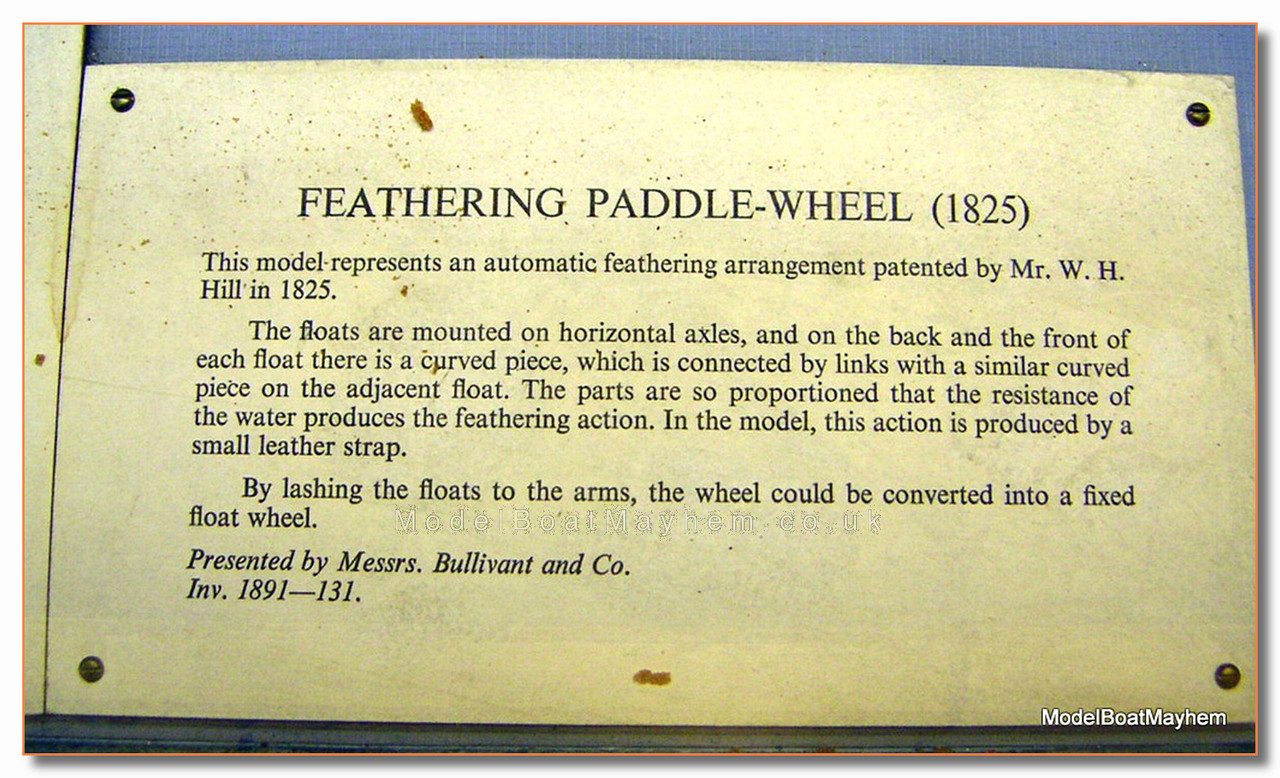 FEATHERING PADDLE-WHEEL (1825)
This model represents an automatic feathering arrangement patented by Mr. W. H.
Hill in 1825.
The floats are mounted on horizontal axles, and on the back and the front of
each float there is a curved piece, which is connected by links with a similar curved
piece on the adjacent float. The parts are so proportioned that the resistance of
the water produces the feathering action. In the model, this action is produced by a
small leather strap.
By lashing the floats to the arms, the wheel could be converted into a fixed
float wheel.
ModelBoatMayhem co.uk
Presented by Messrs. Bullivant and Co.
Inv. 1891—131.
ModelBoatMayhem